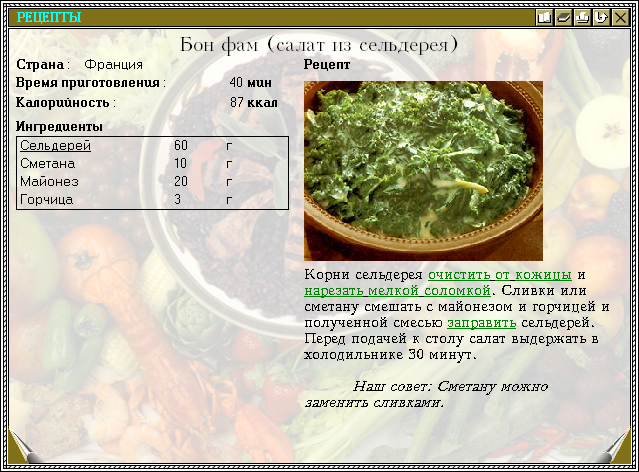 РЕЦЕПТЫ
Бон фам (салат из сельдерея)
Страна : Франция
Время приготовления : 40 мин
Калорийность : 87 ккал
Ингредиенты
Сельдерей 60 г
Сметана 10 г
Майонез 20 г
Горчица 3 г
Рецепт
Корни сельдерея очистить от кожицы и
нарезать мелкой соломкой. Сливки или
сметану смешать с майонезом и горчицей и
полученной смесью заправить сельдерей.
Перед подачей к столу салат выдержать в
холодильнике 30 минут.
Наш совет: Сметану можно
заменить сливками.